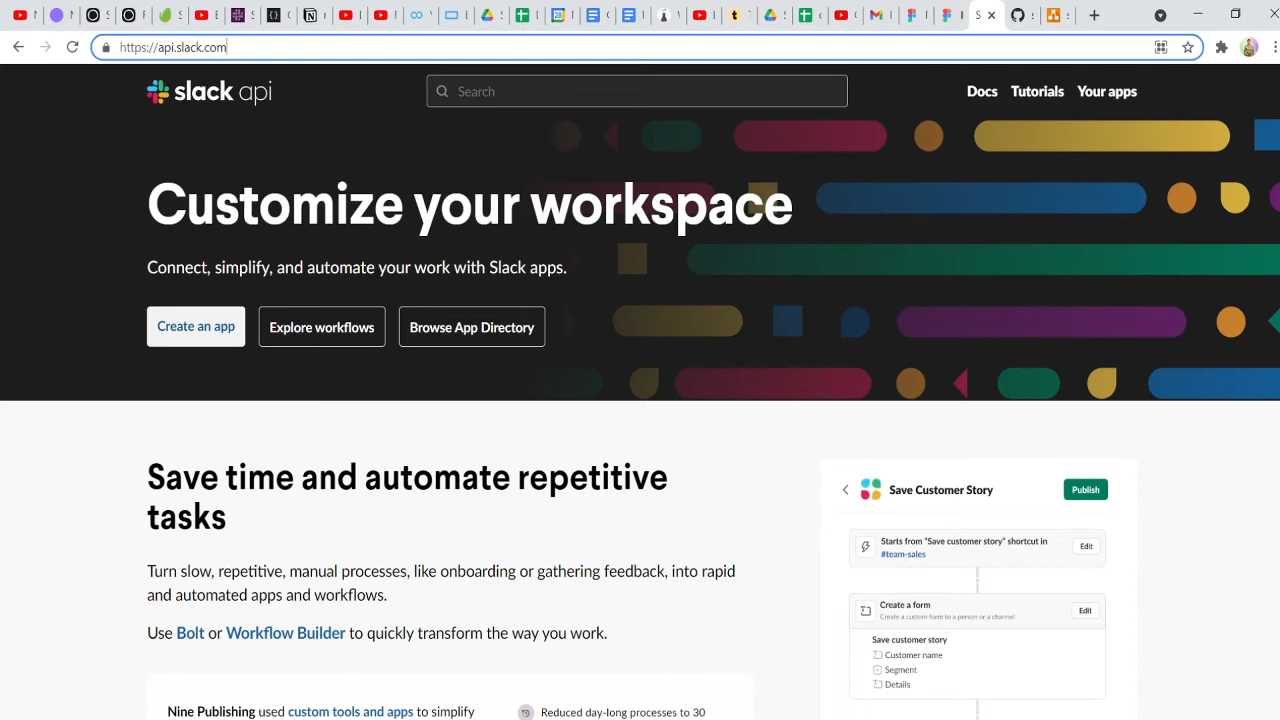 https://api.slack.com
slack api
Search
Docs Tutorials Your apps
Customize your workspace
Connect, simplify, and automate your work with Slack apps.
Create an app
Explore workflows
Browse App Directory
Save time and automate repetitive
tasks
Turn slow, repetitive, manual processes, like onboarding or gathering feedback, into rapid
and automated apps and workflows.
Use Bolt or Workflow Builder to quickly transform the way you work.
Nine Publishing used custom tools and apps to simplify
Reduced day-long processes to 30
Save Customer Story
Publish
Starts from “Save customer story” shortcut in
#team-sales
Edit
Create a form
Create a custom form to a person or a channel
Edit
Save customer story
Customer name
Segment
Details